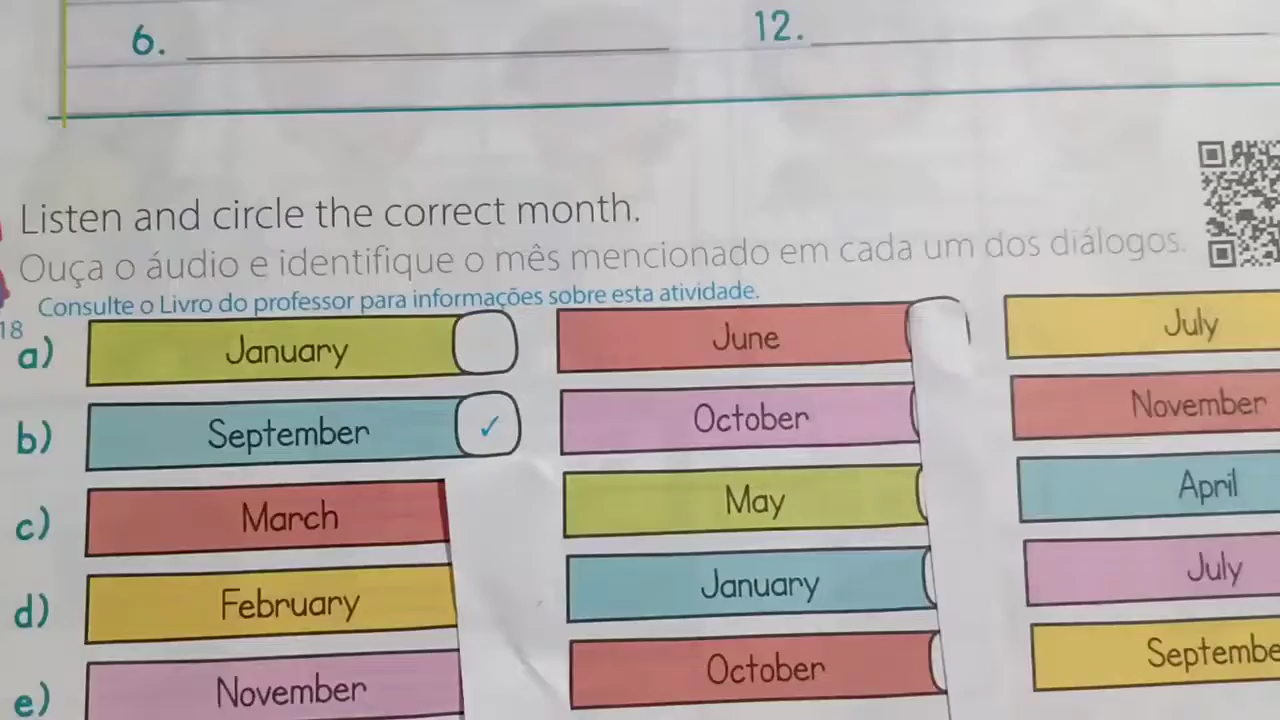 6. 12.
Listen and circle the correct month.
Ouça o áudio e identifique o mês mencionado em cada um dos diálogos.
Consulte o Livro do professor para informações sobre esta atividade.
18
a) January June July
b) September ✓ October November
c) March May April
d) February January July
e) November October Septembe